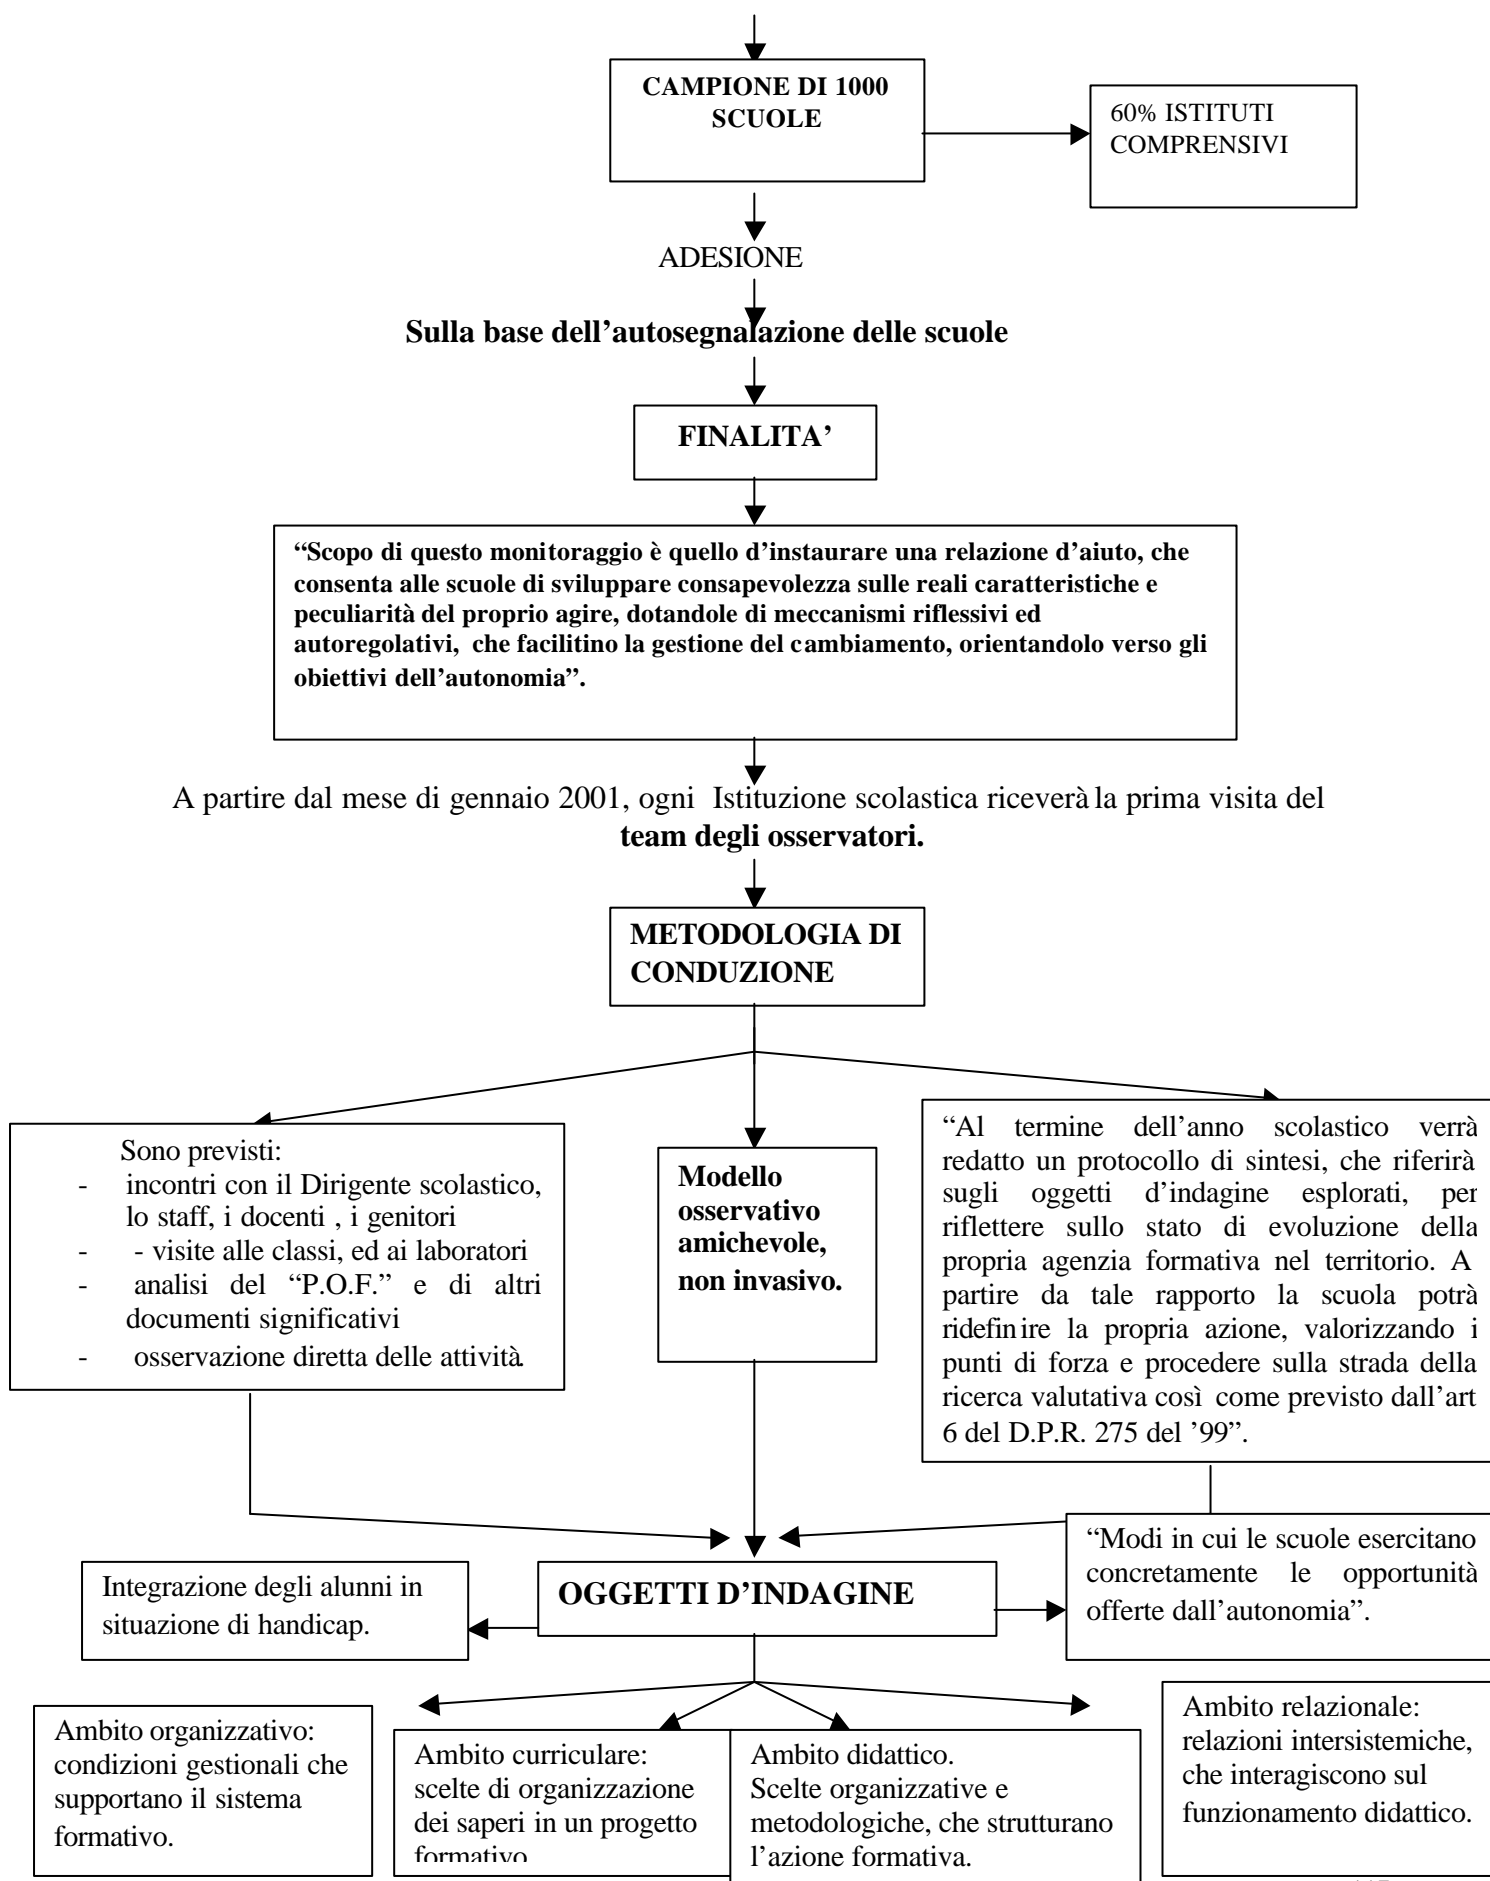 CAMPIONE DI 1000
SCUOLE
60% ISTITUTI
COMPRENSIVI
ADESIONE
Sulla base dell’autosegnalazione delle scuole
FINALITA’
“Scopo di questo monitoraggio è quello d’instaurare una relazione d’aiuto, che
consenta alle scuole di sviluppare consapevolezza sulle reali caratteristiche e
peculiarità del proprio agire, dotandole di meccanismi riflessivi ed
autoregolativi, che facilitino la gestione del cambiamento, orientandolo verso gli
obiettivi dell’autonomia”.
A partire dal mese di gennaio 2001, ogni Istituzione scolastica riceverà la prima visita del
team degli osservatori.
METODOLOGIA DI
CONDUZIONE
Sono previsti:
- incontri con il Dirigente scolastico,
lo staff, i docenti , i genitori
- - visite alle classi, ed ai laboratori
- analisi del “P.O.F.” e di altri
documenti significativi
- osservazione diretta delle attività.
Modello
osservativo
amichevole,
non invasivo.
“Al termine dell’anno scolastico verrà
redatto un protocollo di sintesi, che riferirà
sugli oggetti d’indagine esplorati, per
riflettere sullo stato di evoluzione della
propria agenzia formativa nel territorio. A
partire da tale rapporto la scuola potrà
ridefinire la propria azione, valorizzando i
punti di forza e procedere sulla strada della
ricerca valutativa così come previsto dall’art
6 del D.P.R. 275 del ’99”.
Integrazione degli alunni in
situazione di handicap.
OGGETTI D’INDAGINE
“Modi in cui le scuole esercitano
concretamente le opportunità
offerte dall’autonomia”.
Ambito organizzativo:
condizioni gestionali che
supportano il sistema
formativo.
Ambito curriculare:
scelte di organizzazione
dei saperi in un progetto
formativo
Ambito didattico.
Scelte organizzative e
metodologiche, che strutturano
l’azione formativa.
Ambito relazionale:
relazioni intersistemiche,
che interagiscono sul
funzionamento didattico.